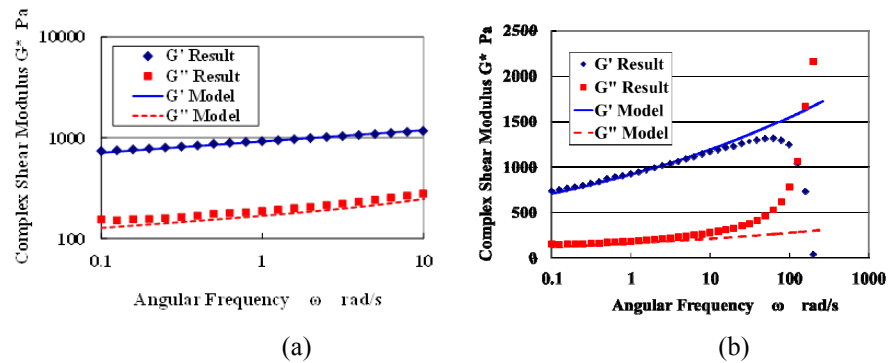 Complex Shear Modulus G* Pa
10000
1000
100
G' Result
G" Result
G' Model
G" Model
0.1
1
10
Angular Frequency ω rad/s
(a)
Complex Shear Modulus G* Pa
2500
2000
1500
1000
500
0
G' Result
G" Result
G' Model
G" Model
0.1
1
10
100
1000
Angular Frequency ω rad/s
(b)